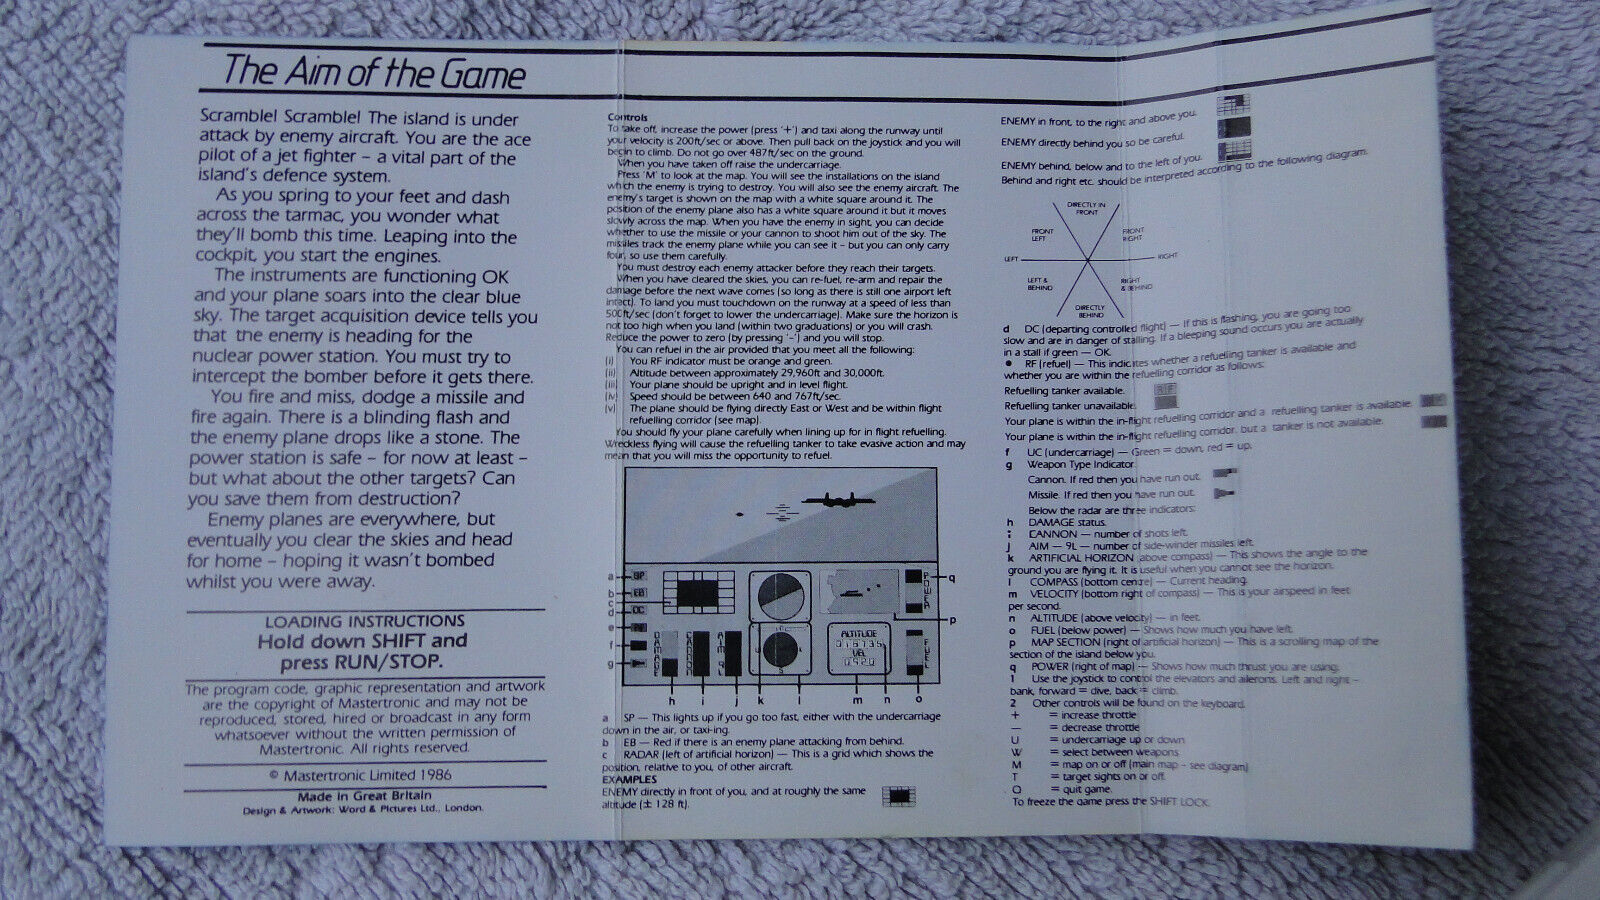 The Aim of the Game
Scramble! Scramble! The island is under
attack by enemy aircraft. You are the ace
pilot of a jet fighter – a vital part of the
island's defence system.
As you spring to your feet and dash
across the tarmac, you wonder what
they'll bomb this time. Leaping into the
cockpit, you start the engines.
The instruments are functioning OK
and your plane soars into the clear blue
sky. The target acquisition device tells you
that the enemy is heading for the
nuclear power station. You must try to
intercept the bomber before it gets there.
You fire and miss, dodge a missile and
fire again. There is a blinding flash and
the enemy plane drops like a stone. The
power station is safe – for now at least –
but what about the other targets? Can
you save them from destruction?
Enemy planes are everywhere, but
eventually you clear the skies and head
for home – hoping it wasn't bombed
whilst you were away.
LOADING INSTRUCTIONS
Hold down SHIFT and
press RUN/STOP.
The program code, graphic representation and artwork
are the copyright of Mastertronic and may not be
reproduced, stored, hired or broadcast in any form
whatsoever without the written permission of
Mastertronic. All rights reserved.
© Mastertronic Limited 1986
Made in Great Britain
Design & Artwork: Word & Pictures Ltd., London.
Controls
To take off, increase the power (press '+') and taxi along the runway until
your velocity is 200ft/sec or above. Then pull back on the joystick and you will
begin to climb. Do not go over 487ft/sec on the ground.
When you have taken off raise the undercarriage.
Press 'M' to look at the map. You will see the installations on the island
which the enemy is trying to destroy. You will also see the enemy aircraft. The
enemy's target is shown on the map with a white square around it. The
position of the enemy plane also has a white square around it but it moves
slowly across the map. When you have the enemy in sight, you can decide
whether to use the missile or your cannon to shoot him out of the sky. The
missiles track the enemy plane while you can see it – but you can only carry
four, so use them carefully.
You must destroy each enemy attacker before they reach their targets.
When you have cleared the skies, you can re-fuel, re-arm and repair the
damage before the next wave comes (so long as there is still one airport left
intact). To land you must touchdown on the runway at a speed of less than
500ft/sec (don't forget to lower the undercarriage). Make sure the horizon is
not too high when you land (within two graduations) or you will crash.
Reduce the power to zero (by pressing '–') and you will stop.
You can refuel in the air provided that you meet all the following:
(i) You RF indicator must be orange and green.
(ii) Altitude between approximately 29,960ft and 30,000ft.
(iii) Your plane should be upright and in level flight.
(iv) Speed should be between 640 and 767ft/sec.
(v) The plane should be flying directly East or West and be within flight
refuelling corridor (see map).
You should fly your plane carefully when lining up for in flight refuelling.
Wreckless flying will cause the refuelling tanker to take evasive action and may
mean that you will miss the opportunity to refuel.
a SP
b EB
c
d DC
e
f
g
DAMAGE
CANNON
AIM 9L
ALTITUDE
016735
VEL
0920
POWER
FUEL
q
p
h i j k l m n o
a SP — This lights up if you go too fast, either with the undercarriage
down in the air, or taxi-ing.
b EB — Red if there is an enemy plane attacking from behind.
c RADAR (left of artificial horizon) — This is a grid which shows the
position, relative to you, of other aircraft.
EXAMPLES
ENEMY directly in front of you, and at roughly the same
altitude (± 128 ft).
ENEMY in front, to the right and above you.
ENEMY directly behind you so be careful.
ENEMY behind, below and to the left of you.
Behind and right etc. should be interpreted according to the following diagram.
DIRECTLY IN
FRONT
FRONT
LEFT
FRONT
RIGHT
LEFT
RIGHT
LEFT &
BEHIND
RIGHT
& BEHIND
DIRECTLY
BEHIND
d DC (departing controlled flight) — If this is flashing, you are going too
slow and are in danger of stalling. If a bleeping sound occurs you are actually
in a stall if green — OK.
● RF (refuel) — This indicates whether a refuelling tanker is available and
whether you are within the refuelling corridor as follows:
Refuelling tanker available.
Refuelling tanker unavailable.
Your plane is within the in-flight refuelling corridor and a refuelling tanker is available.
Your plane is within the in-flight refuelling corridor, but a tanker is not available.
f UC (undercarriage) — Green = down, red = up.
g Weapon Type Indicator
Cannon. If red then you have run out.
Missile. If red then you have run out.
Below the radar are three indicators:
h DAMAGE status.
i CANNON — number of shots left.
j AIM — 9L — number of side-winder missiles left.
k ARTIFICIAL HORIZON (above compass) — This shows the angle to the
ground you are flying it. It is useful when you cannot see the horizon.
l COMPASS (bottom centre) — Current heading.
m VELOCITY (bottom right of compass) — This is your airspeed in feet
per second.
n ALTITUDE (above velocity) — in feet.
o FUEL (below power) — Shows how much you have left.
p MAP SECTION (right of artificial horizon) — This is a scrolling map of the
section of the island below you.
q POWER (right of map) — Shows how much thrust you are using.
1 Use the joystick to control the elevators and ailerons. Left and right –
bank, forward = dive, back = climb.
2 Other controls will be found on the keyboard.
+ = increase throttle
— = decrease throttle
U = undercarriage up or down
W = select between weapons
M = map on or off (main map – see diagram)
T = target sights on or off.
Q = quit game.
To freeze the game press the SHIFT LOCK.